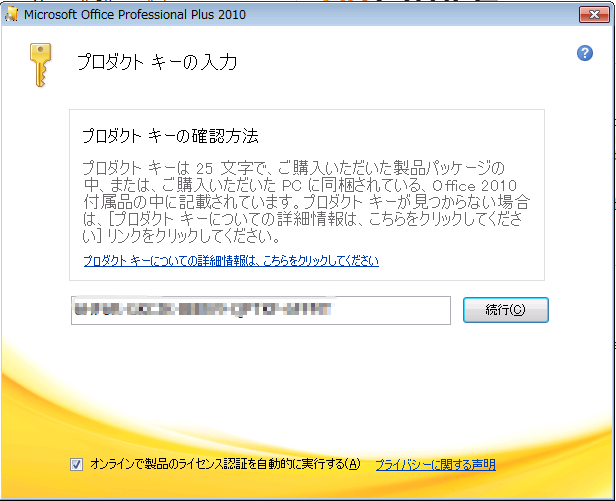 Microsoft Office Professional Plus 2010
プロダクト キーの入力
プロダクト キーの確認方法
プロダクト キーは 25 文字で、ご購入いただいた製品パッケージの
中、または、ご購入いただいた PC に同梱されている、Office 2010
付属品の中に記載されています。プロダクト キーが見つからない場合
は、[プロダクト キーについての詳細情報は、こちらをクリックしてくださ
い] リンクをクリックしてください。
プロダクト キーについての詳細情報は、こちらをクリックしてください
続行(C)
オンラインで製品のライセンス認証を自動的に実行する(A) プライバシーに関する声明